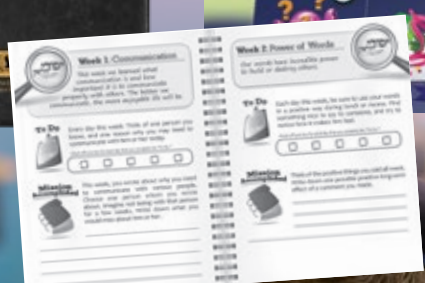 Week 1: Communication
This week we learned what
communication is and how
important it is to communicate
properly with others. The better we
communicate, the more enjoyable life will be.
To Do
Every day this week, think of one person you
know, and one reason why you may need to
communicate with him or her today.
Mission
This week, you wrote about why you need
to communicate with various people.
Choose one person whom you wrote
about. Imagine not being with that person
for a few weeks. Write down what you
would miss about him or her.
Week 2: Power of Words
Our words have incredible power
to build or destroy others.
To Do
Each day this week, be sure to use your words
in a positive way during lunch or recess. Find
something nice to say to someone, and try to
notice how it makes him feel.
Mission
Think of the positive things you said all week.
Write down one possible positive long-term
effect of a comment you made.